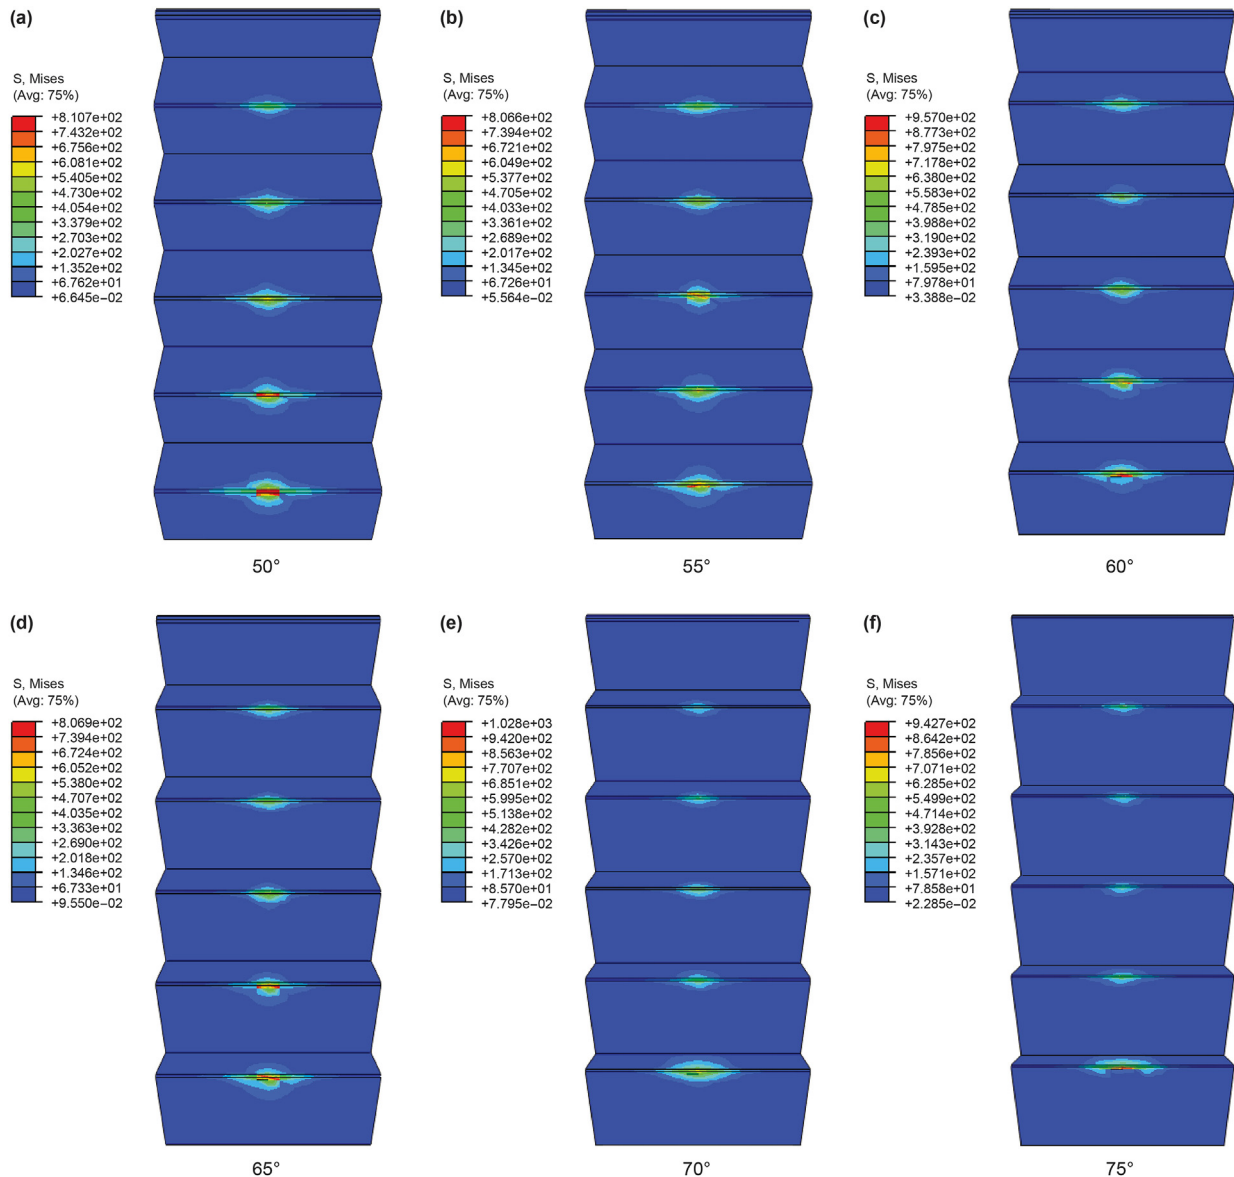 (a)
S, Mises
(Avg: 75%)
+8.107e+02
+7.432e+02
+6.756e+02
+6.081e+02
+5.405e+02
+4.730e+02
+4.054e+02
+3.379e+02
+2.703e+02
+2.027e+02
+1.352e+02
+6.762e+01
+6.645e−02
50°
(b)
S, Mises
(Avg: 75%)
+8.066e+02
+7.394e+02
+6.721e+02
+6.049e+02
+5.377e+02
+4.705e+02
+4.033e+02
+3.361e+02
+2.689e+02
+2.017e+02
+1.345e+02
+6.726e+01
+5.564e−02
55°
(c)
S, Mises
(Avg: 75%)
+9.570e+02
+8.773e+02
+7.975e+02
+7.178e+02
+6.380e+02
+5.583e+02
+4.785e+02
+3.988e+02
+3.190e+02
+2.393e+02
+1.595e+02
+7.978e+01
+3.388e−02
60°
(d)
S, Mises
(Avg: 75%)
+8.069e+02
+7.394e+02
+6.724e+02
+6.052e+02
+5.380e+02
+4.707e+02
+4.035e+02
+3.363e+02
+2.690e+02
+2.018e+02
+1.346e+02
+6.733e+01
+9.550e−02
65°
(e)
S, Mises
(Avg: 75%)
+1.028e+03
+9.420e+02
+8.563e+02
+7.707e+02
+6.851e+02
+5.995e+02
+5.138e+02
+4.282e+02
+3.426e+02
+2.570e+02
+1.713e+02
+8.570e+01
+7.795e−02
70°
(f)
S, Mises
(Avg: 75%)
+9.427e+02
+8.642e+02
+7.856e+02
+7.071e+02
+6.285e+02
+5.499e+02
+4.714e+02
+3.928e+02
+3.143e+02
+2.357e+02
+1.571e+02
+7.858e+01
+2.285e−02
75°